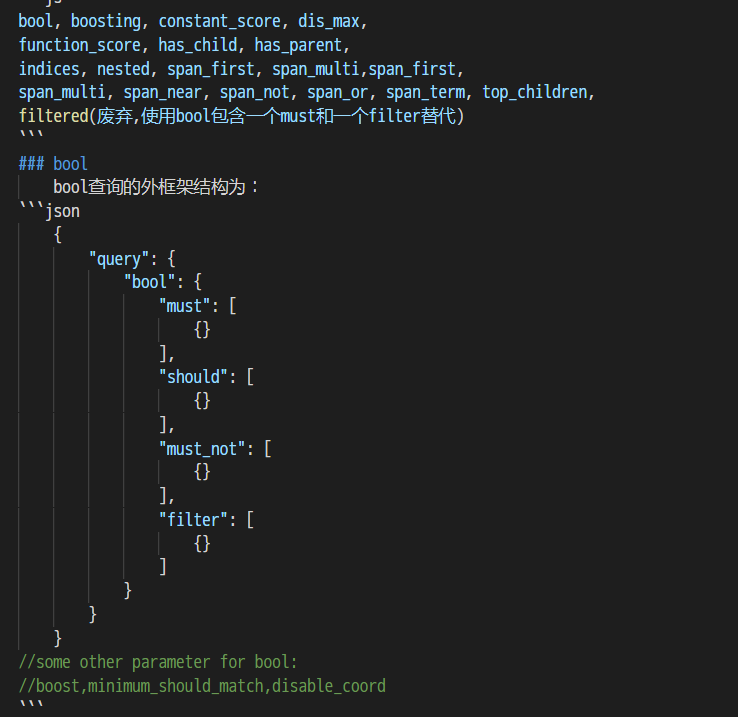 bool, boosting, constant_score, dis_max,
function_score, has_child, has_parent,
indices, nested, span_first, span_multi,span_first,
span_multi, span_near, span_not, span_or, span_term, top_children,
filtered(废弃,使用bool包含一个must和一个filter替代)
```
### bool
bool查询的外框架结构为：
```json
{
"query": {
"bool": {
"must": [
{}
],
"should": [
{}
],
"must_not": [
{}
],
"filter": [
{}
]
}
}
}
//some other parameter for bool:
//boost,minimum_should_match,disable_coord
```